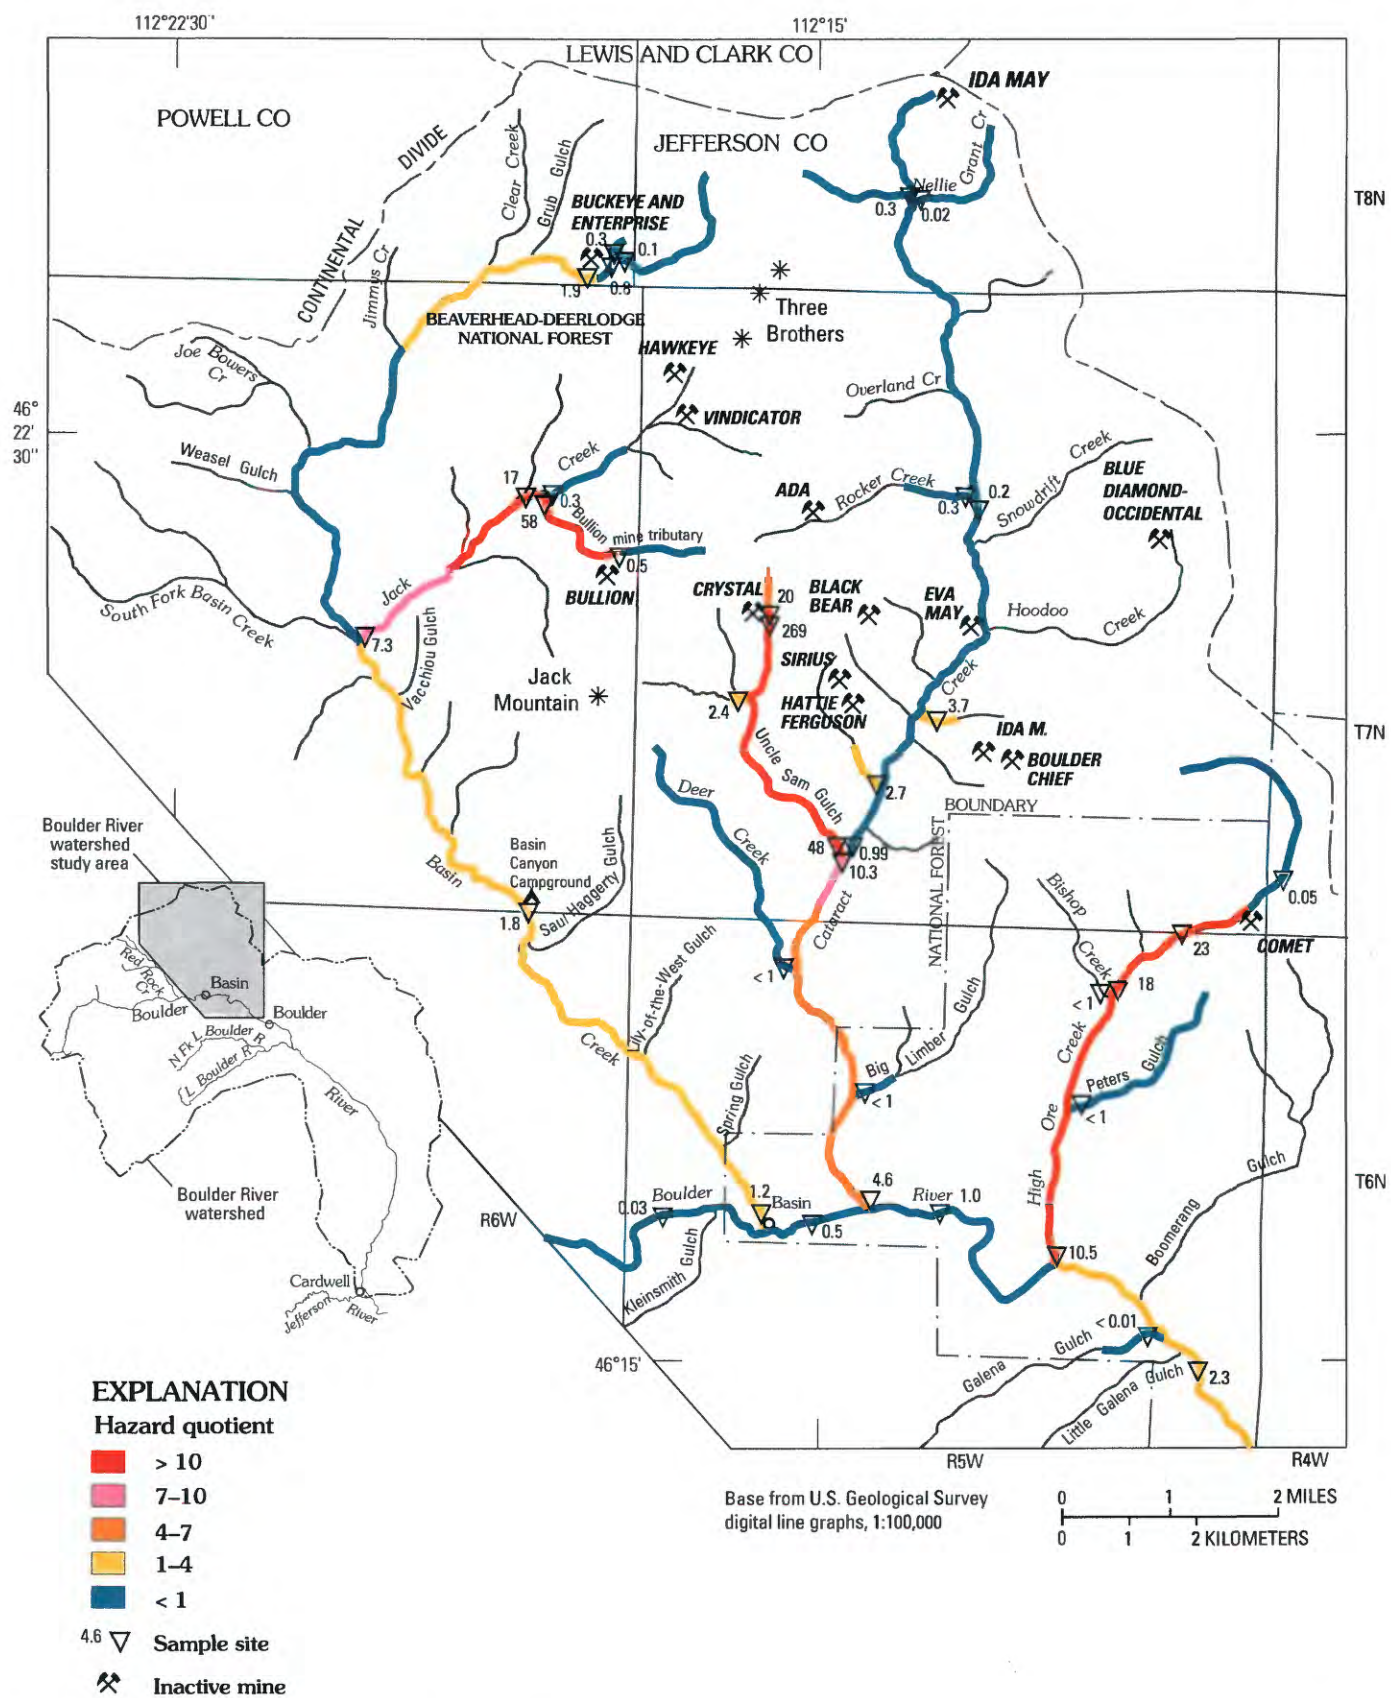 112°22'30"
112°15'
LEWIS AND CLARK CO
POWELL CO
JEFFERSON CO
IDA MAY
T8N
CONTINENTAL
DIVIDE
Clear Creek
Grub Gulch
Nellie
Grant Cr
0.3
0.02
BUCKEYE AND
ENTERPRISE
0.3
0.1
1.9
0.8
Jimmys Cr
BEAVERHEAD-DEERLODGE
NATIONAL FOREST
Three
Brothers
Joe Bowers
Cr
HAWKEYE
VINDICATOR
Overland Cr
46°
22'
30"
Weasel Gulch
Creek
17
0.3
58
Bullion
mine tributary
0.5
BULLION
ADA
Rocker Creek
0.3
0.2
Snowdrift Creek
BLUE
DIAMOND-
OCCIDENTAL
South Fork Basin Creek
Jack
7.3
Vacchiou Gulch
CRYSTAL
20
269
BLACK
BEAR
EVA
MAY
Hoodoo
Creek
Jack
Mountain
SIRIUS
HATTIE
FERGUSON
2.4
Creek
3.7
IDA M.
BOULDER
CHIEF
T7N
Uncle Sam Gulch
2.7
Deer
Creek
BOUNDARY
NATIONAL FOREST
48
0.99
10.3
Cataract
Boulder River
watershed
study area
Basin
Basin
Canyon
Campground
1.8
Saul Haggerty Gulch
Bishop
Creek
0.05
COMET
23
18
< 1
< 1
Lily-of-the-West Gulch
Creek
Spring Gulch
Big
Limber
Gulch
< 1
Creek
Ore
High
Peters Gulch
< 1
Red Rock
Cr
Basin
Boulder
Boulder
N Fk L Boulder R
L Boulder R
River
Boulder River
watershed
Cardwell
Jefferson
River
R6W
0.03
Boulder
1.2
Basin
0.5
4.6
River
1.0
Kleinsmith Gulch
10.5
Boomerang
Gulch
T6N
46°15'
< 0.01
Galena
Gulch
Little Galena Gulch
2.3
R5W
R4W
EXPLANATION
Hazard quotient
> 10
7–10
4–7
1–4
< 1
4.6
Sample site
Inactive mine
Base from U.S. Geological Survey
digital line graphs, 1:100,000
0 1 2 MILES
0 1 2 KILOMETERS